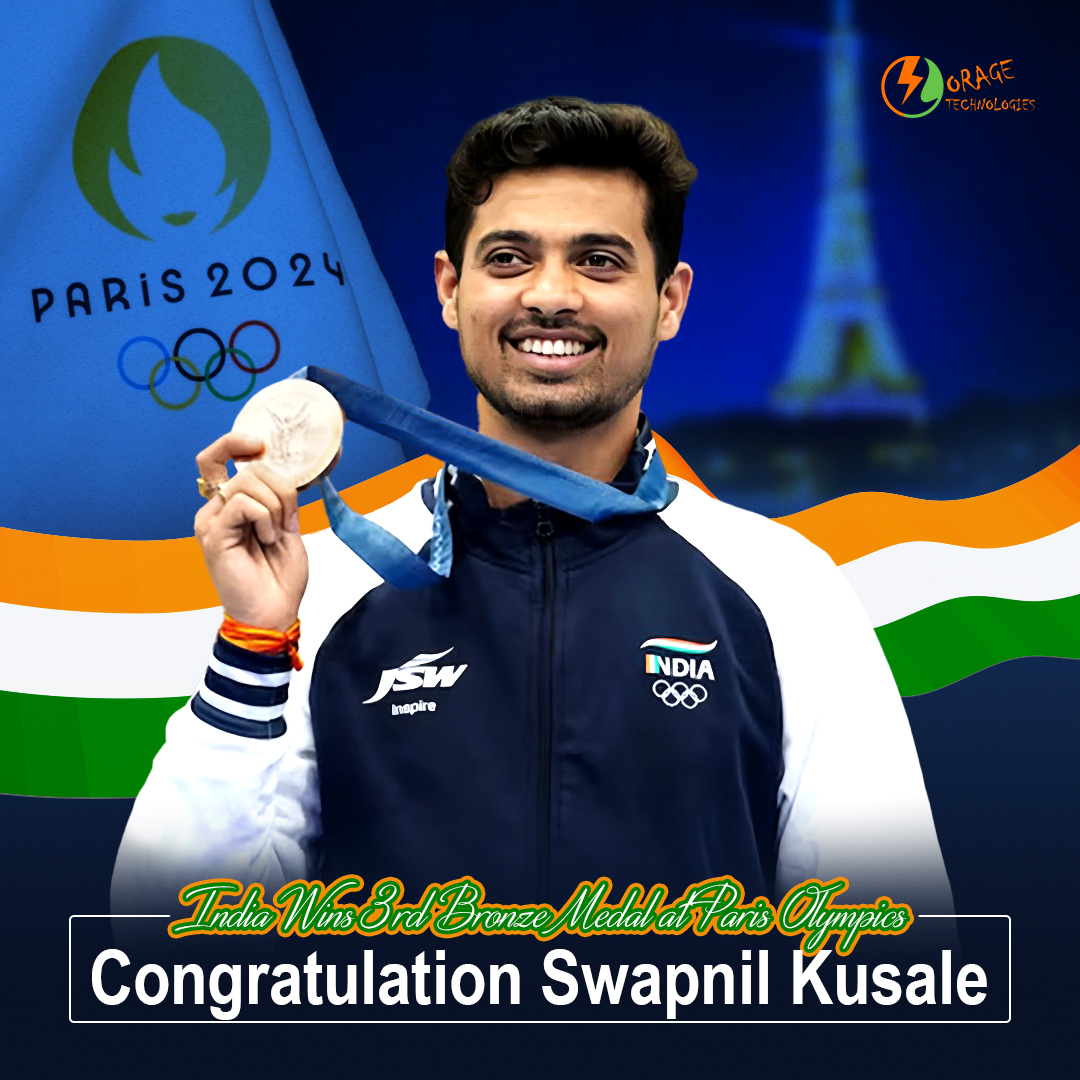 PARIS 2024
ORAGE
TECHNOLOGIES
JSW
inspire
INDIA
India Wins 3rd Bronze Medal at Paris Olympics
Congratulation Swapnil Kusale